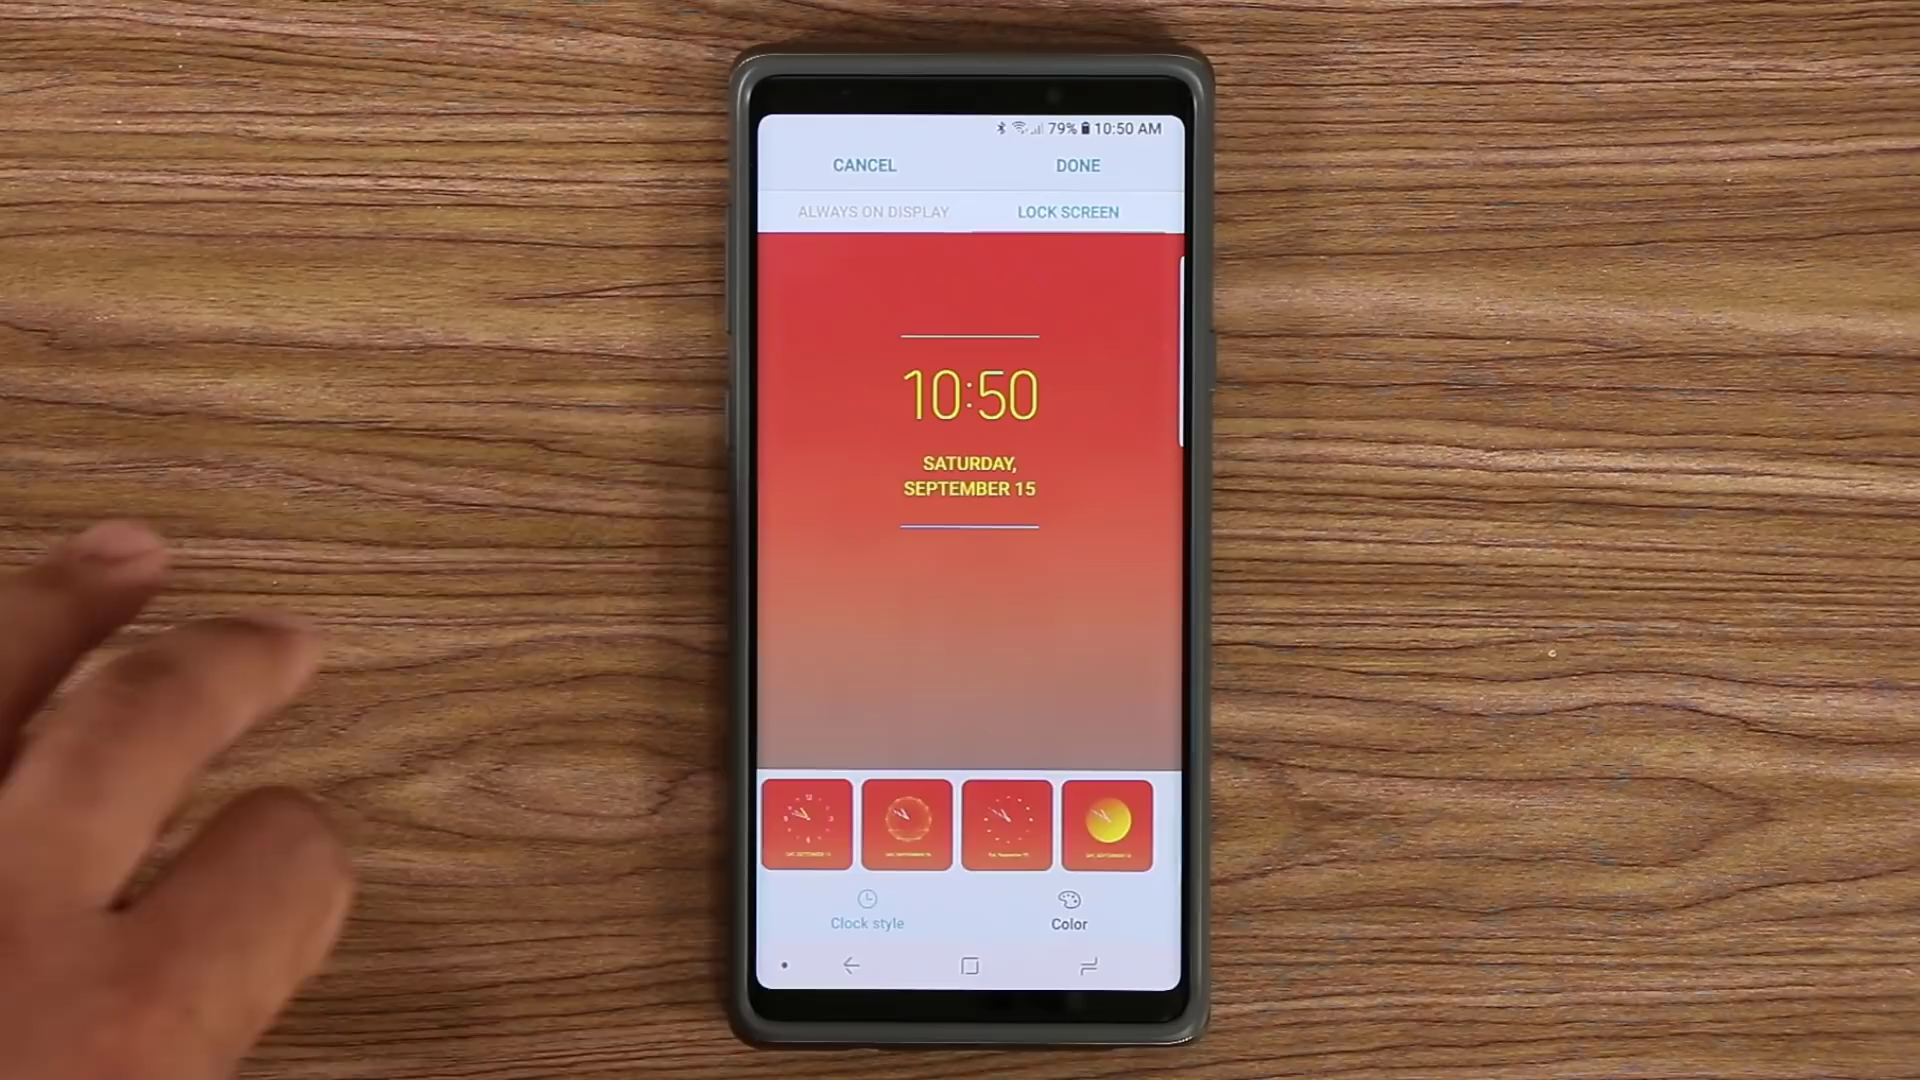 79% 10:50 AM
CANCEL DONE
ALWAYS ON DISPLAY LOCK SCREEN
10:50
SATURDAY,
SEPTEMBER 15
Clock style Color